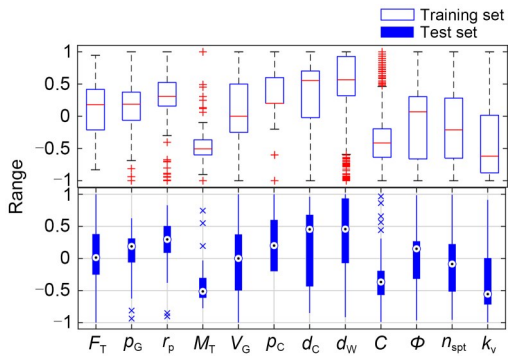 Training set
Test set
Range
1
0.5
0
−0.5
−1
1
0.5
0
−0.5
−1
F_T p_G r_p M_T V_G p_C d_C d_W C Φ n_spt k_v